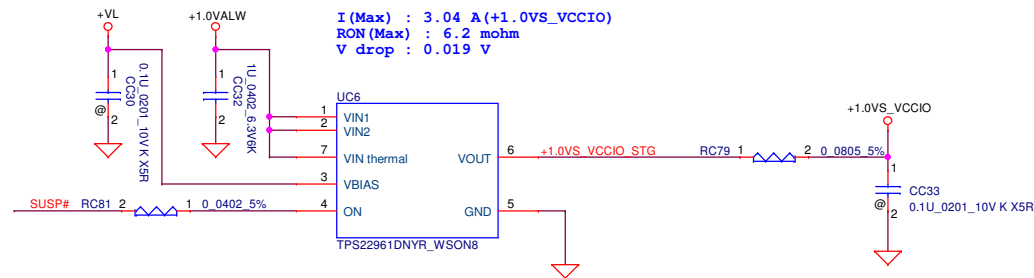 I(Max) : 3.04 A(+1.0VS_VCCIO)
RON(Max) : 6.2 mohm
V drop : 0.019 V
+VL
+1.0VALW
1
0.1U_0201_10V K X5R
CC30
@
2
1
1U_0402_6.3V6K
CC32
2
UC6
1 VIN1
2 VIN2
7 VIN thermal
VOUT 6 +1.0VS_VCCIO_STG RC79 1 2 0_0805_5%
+1.0VS_VCCIO
3 VBIAS
SUSP# RC81 2 1 0_0402_5% 4 ON
GND 5
TPS22961DNYR_WSON8
1
CC33
@
2
0.1U_0201_10V K X5R